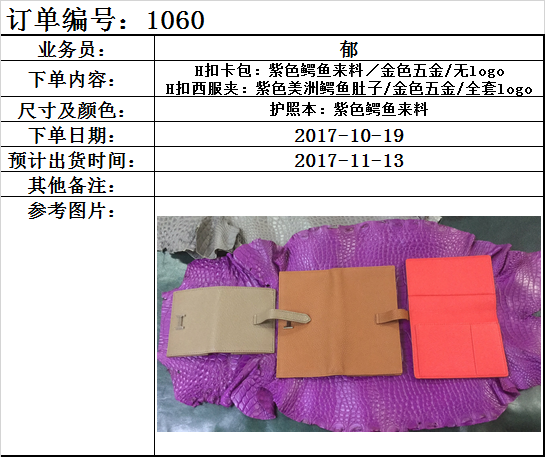 订单编号：1060
业务员： 郁
下单内容： H扣卡包：紫色鳄鱼来料／金色五金/无logo
H扣西服夹：紫色美洲鳄鱼肚子/金色五金/全套logo
尺寸及颜色： 护照本：紫色鳄鱼来料
下单日期： 2017-10-19
预计出货时间： 2017-11-13
其他备注：
参考图片：